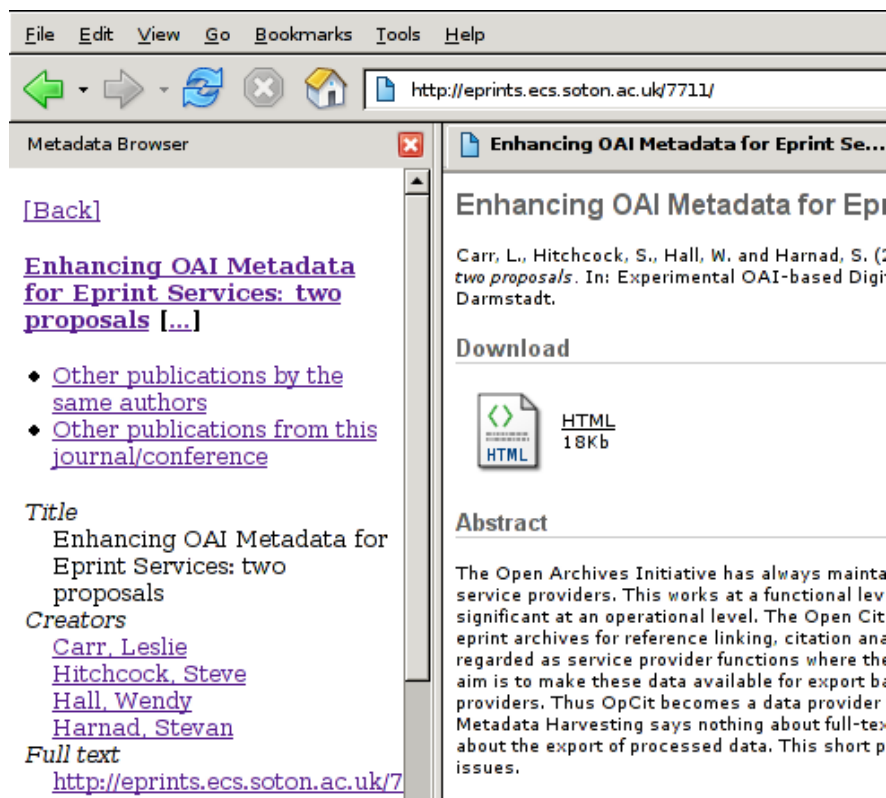 File Edit View Go Bookmarks Tools Help
http://eprints.ecs.soton.ac.uk/7711/
Metadata Browser
[Back]
Enhancing OAI Metadata
for Eprint Services: two
proposals [...]
Other publications by the
same authors
Other publications from this
journal/conference
Title
Enhancing OAI Metadata for
Eprint Services: two
proposals
Creators
Carr, Leslie
Hitchcock, Steve
Hall, Wendy
Harnad, Stevan
Full text
http://eprints.ecs.soton.ac.uk/7
Enhancing OAI Metadata for Eprint Se...
Enhancing OAI Metadata for Epr
Carr, L., Hitchcock, S., Hall, W. and Harnad, S. (2
two proposals. In: Experimental OAI-based Digi
Darmstadt.
Download
HTML
HTML
18Kb
Abstract
The Open Archives Initiative has always mainta
service providers. This works at a functional lev
significant at an operational level. The Open Cit
eprint archives for reference linking, citation ana
regarded as service provider functions where the
aim is to make these data available for export ba
providers. Thus OpCit becomes a data provider
Metadata Harvesting says nothing about full-tex
about the export of processed data. This short p
issues.